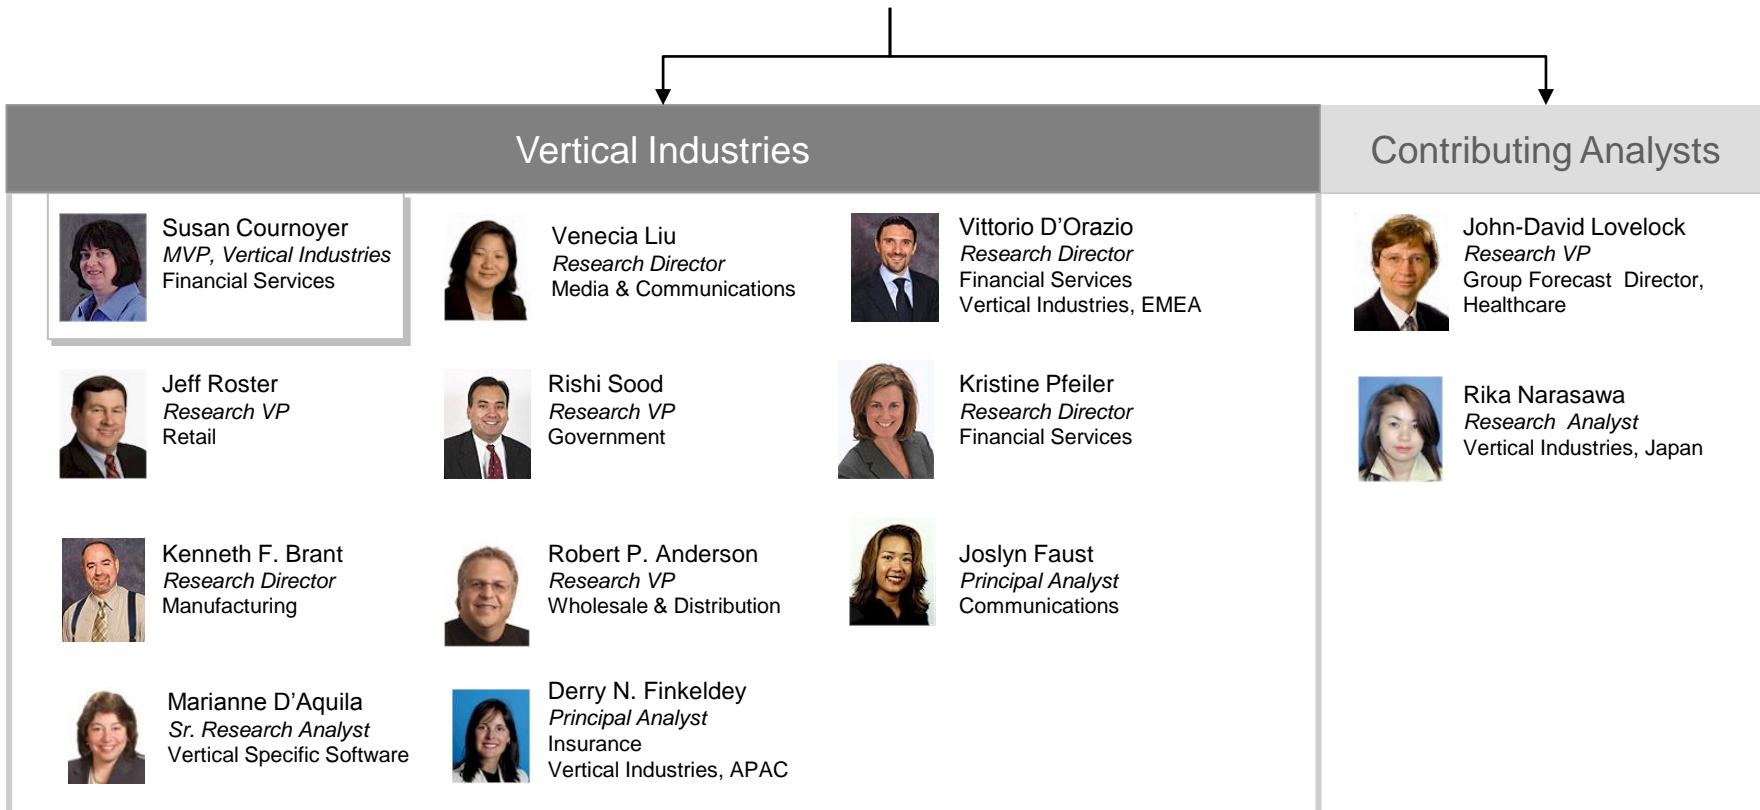 Vertical Industries
Contributing Analysts
Susan Cournoyer
MVP, Vertical Industries
Financial Services
Venecia Liu
Research Director
Media & Communications
Vittorio D’Orazio
Research Director
Financial Services
Vertical Industries, EMEA
John-David Lovelock
Research VP
Group Forecast Director,
Healthcare
Jeff Roster
Research VP
Retail
Rishi Sood
Research VP
Government
Kristine Pfeiler
Research Director
Financial Services
Rika Narasawa
Research Analyst
Vertical Industries, Japan
Kenneth F. Brant
Research Director
Manufacturing
Robert P. Anderson
Research VP
Wholesale & Distribution
Joslyn Faust
Principal Analyst
Communications
Marianne D’Aquila
Sr. Research Analyst
Vertical Specific Software
Derry N. Finkeldey
Principal Analyst
Insurance
Vertical Industries, APAC